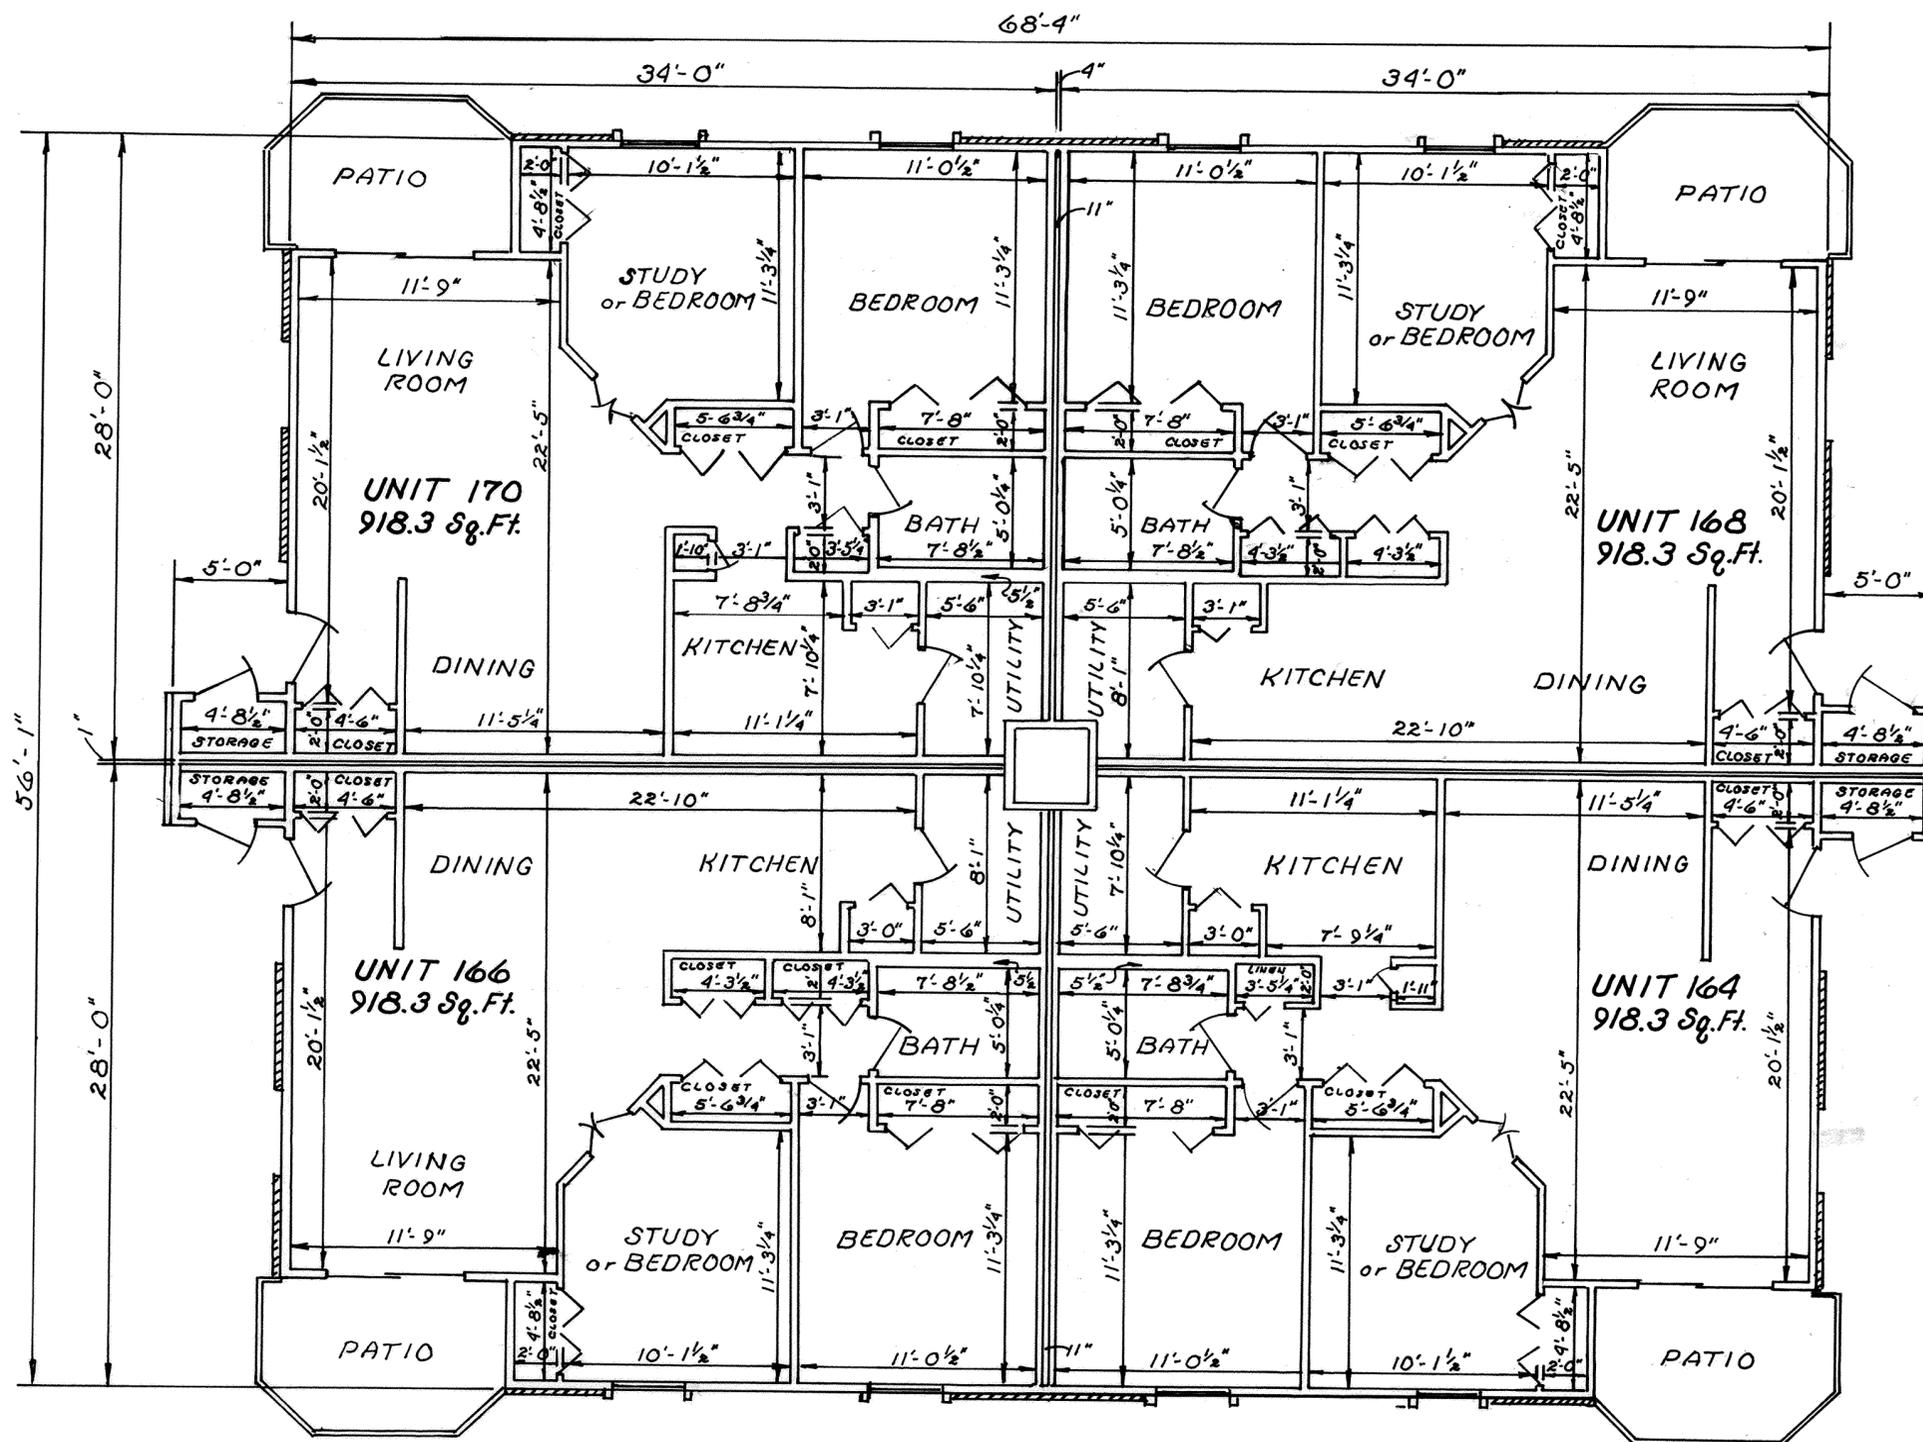 68'-4"
34'-0"
4"
34'-0"
PATIO
2'-0"
10'-1½"
11'-0½"
11'-0½"
10'-1½"
2'-0"
PATIO
4'-8½"
CLOSET
11'-3¼"
11'-3¼"
11"
11'-3¼"
11'-3¼"
CLOSET
4'-8½"
11'-9"
STUDY
or BEDROOM
BEDROOM
BEDROOM
STUDY
or BEDROOM
11'-9"
LIVING
ROOM
LIVING
ROOM
28'-0"
20'-1½"
22'-5"
5'-6¾"
CLOSET
3'-1"
7'-8"
CLOSET
2'-0"
2'-0"
7'-8"
CLOSET
3'-1"
5'-6¾"
CLOSET
22'-5"
20'-1½"
UNIT 170
918.3 Sq.Ft.
3'-1"
BATH
5'-0¼"
5'-0¼"
BATH
3'-1"
UNIT 168
918.3 Sq.Ft.
1'-10"
3'-1"
2'-0"
3'-5¼"
7'-8½"
7'-8½"
4'-3½"
2'-0"
4'-3½"
5'-0"
5'-0"
7'-8¾"
3'-1"
5'-6"
5½"
5'-6"
3'-1"
DINING
KITCHEN
7'-10¼"
7'-10¼"
UTILITY
UTILITY
8'-1"
KITCHEN
DINING
4'-8½"
STORAGE
2'-0"
4'-6"
CLOSET
11'-5¼"
11'-1¼"
22'-10"
4'-6"
CLOSET
2'-0"
4'-8½"
STORAGE
1"
56'-1"
STORAGE
4'-8½"
2'-0"
CLOSET
4'-6"
22'-10"
11'-1¼"
11'-5¼"
CLOSET
4'-6"
2'-0"
STORAGE
4'-8½"
DINING
KITCHEN
8'-1"
8'-1"
UTILITY
UTILITY
7'-10¼"
KITCHEN
DINING
3'-0"
5'-6"
5'-6"
3'-0"
7'-9¼"
UNIT 166
918.3 Sq.Ft.
CLOSET
4'-3½"
CLOSET
4'-3½"
7'-8½"
5½
5½"
7'-8¾"
LINEN
3'-5¼"
2'-0"
3'-1"
1'-11"
UNIT 164
918.3 Sq.Ft.
28'-0"
20'-1½"
22'-5"
3'-1"
BATH
5'-0¼"
5'-0¼"
BATH
3'-1"
22'-5"
20'-1½"
CLOSET
5'-6¾"
3'-1"
CLOSET
7'-8"
2'-0"
CLOSET
2'-0"
7'-8"
3'-1"
CLOSET
5'-6¾"
LIVING
ROOM
11'-9"
STUDY
or BEDROOM
11'-3¼"
BEDROOM
11'-3¼"
11'-3¼"
BEDROOM
11'-3¼"
STUDY
or BEDROOM
11'-9"
PATIO
4'-8½"
CLOSET
2'-0"
10'-1½"
11'-0½"
11"
11'-0½"
10'-1½"
2'-0"
4'-8½"
PATIO